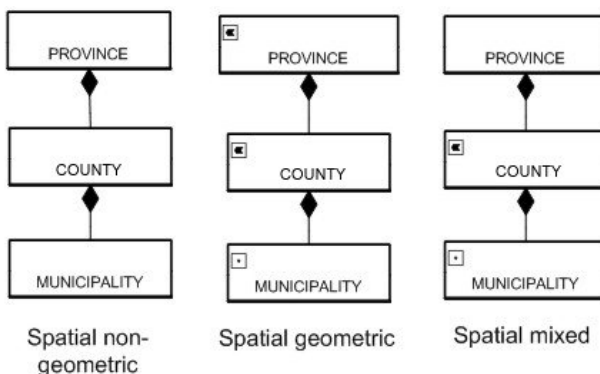 PROVINCE
COUNTY
MUNICIPALITY
Spatial non-
geometric
PROVINCE
COUNTY
MUNICIPALITY
Spatial geometric
PROVINCE
COUNTY
MUNICIPALITY
Spatial mixed